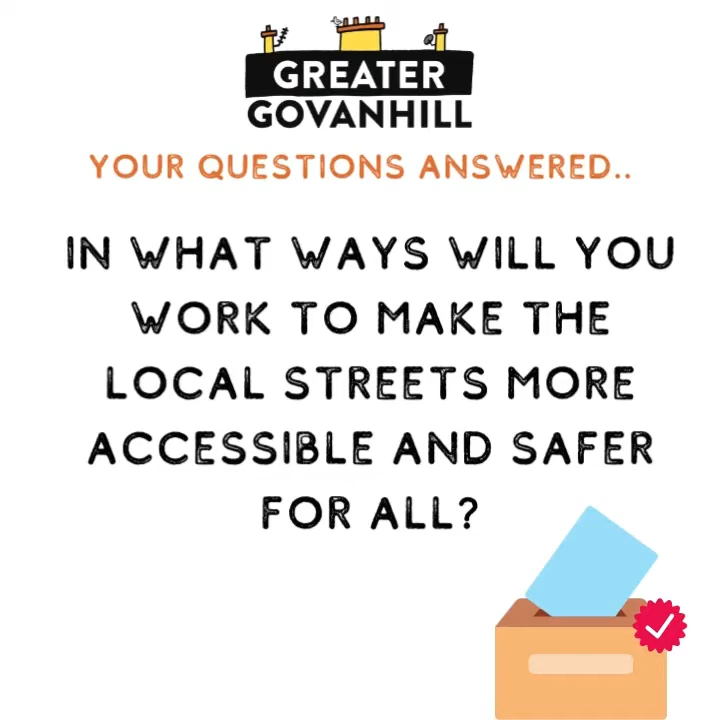 GREATER
GOVANHILL
YOUR QUESTIONS ANSWERED..
IN WHAT WAYS WILL YOU
WORK TO MAKE THE
LOCAL STREETS MORE
ACCESSIBLE AND SAFER
FOR ALL?